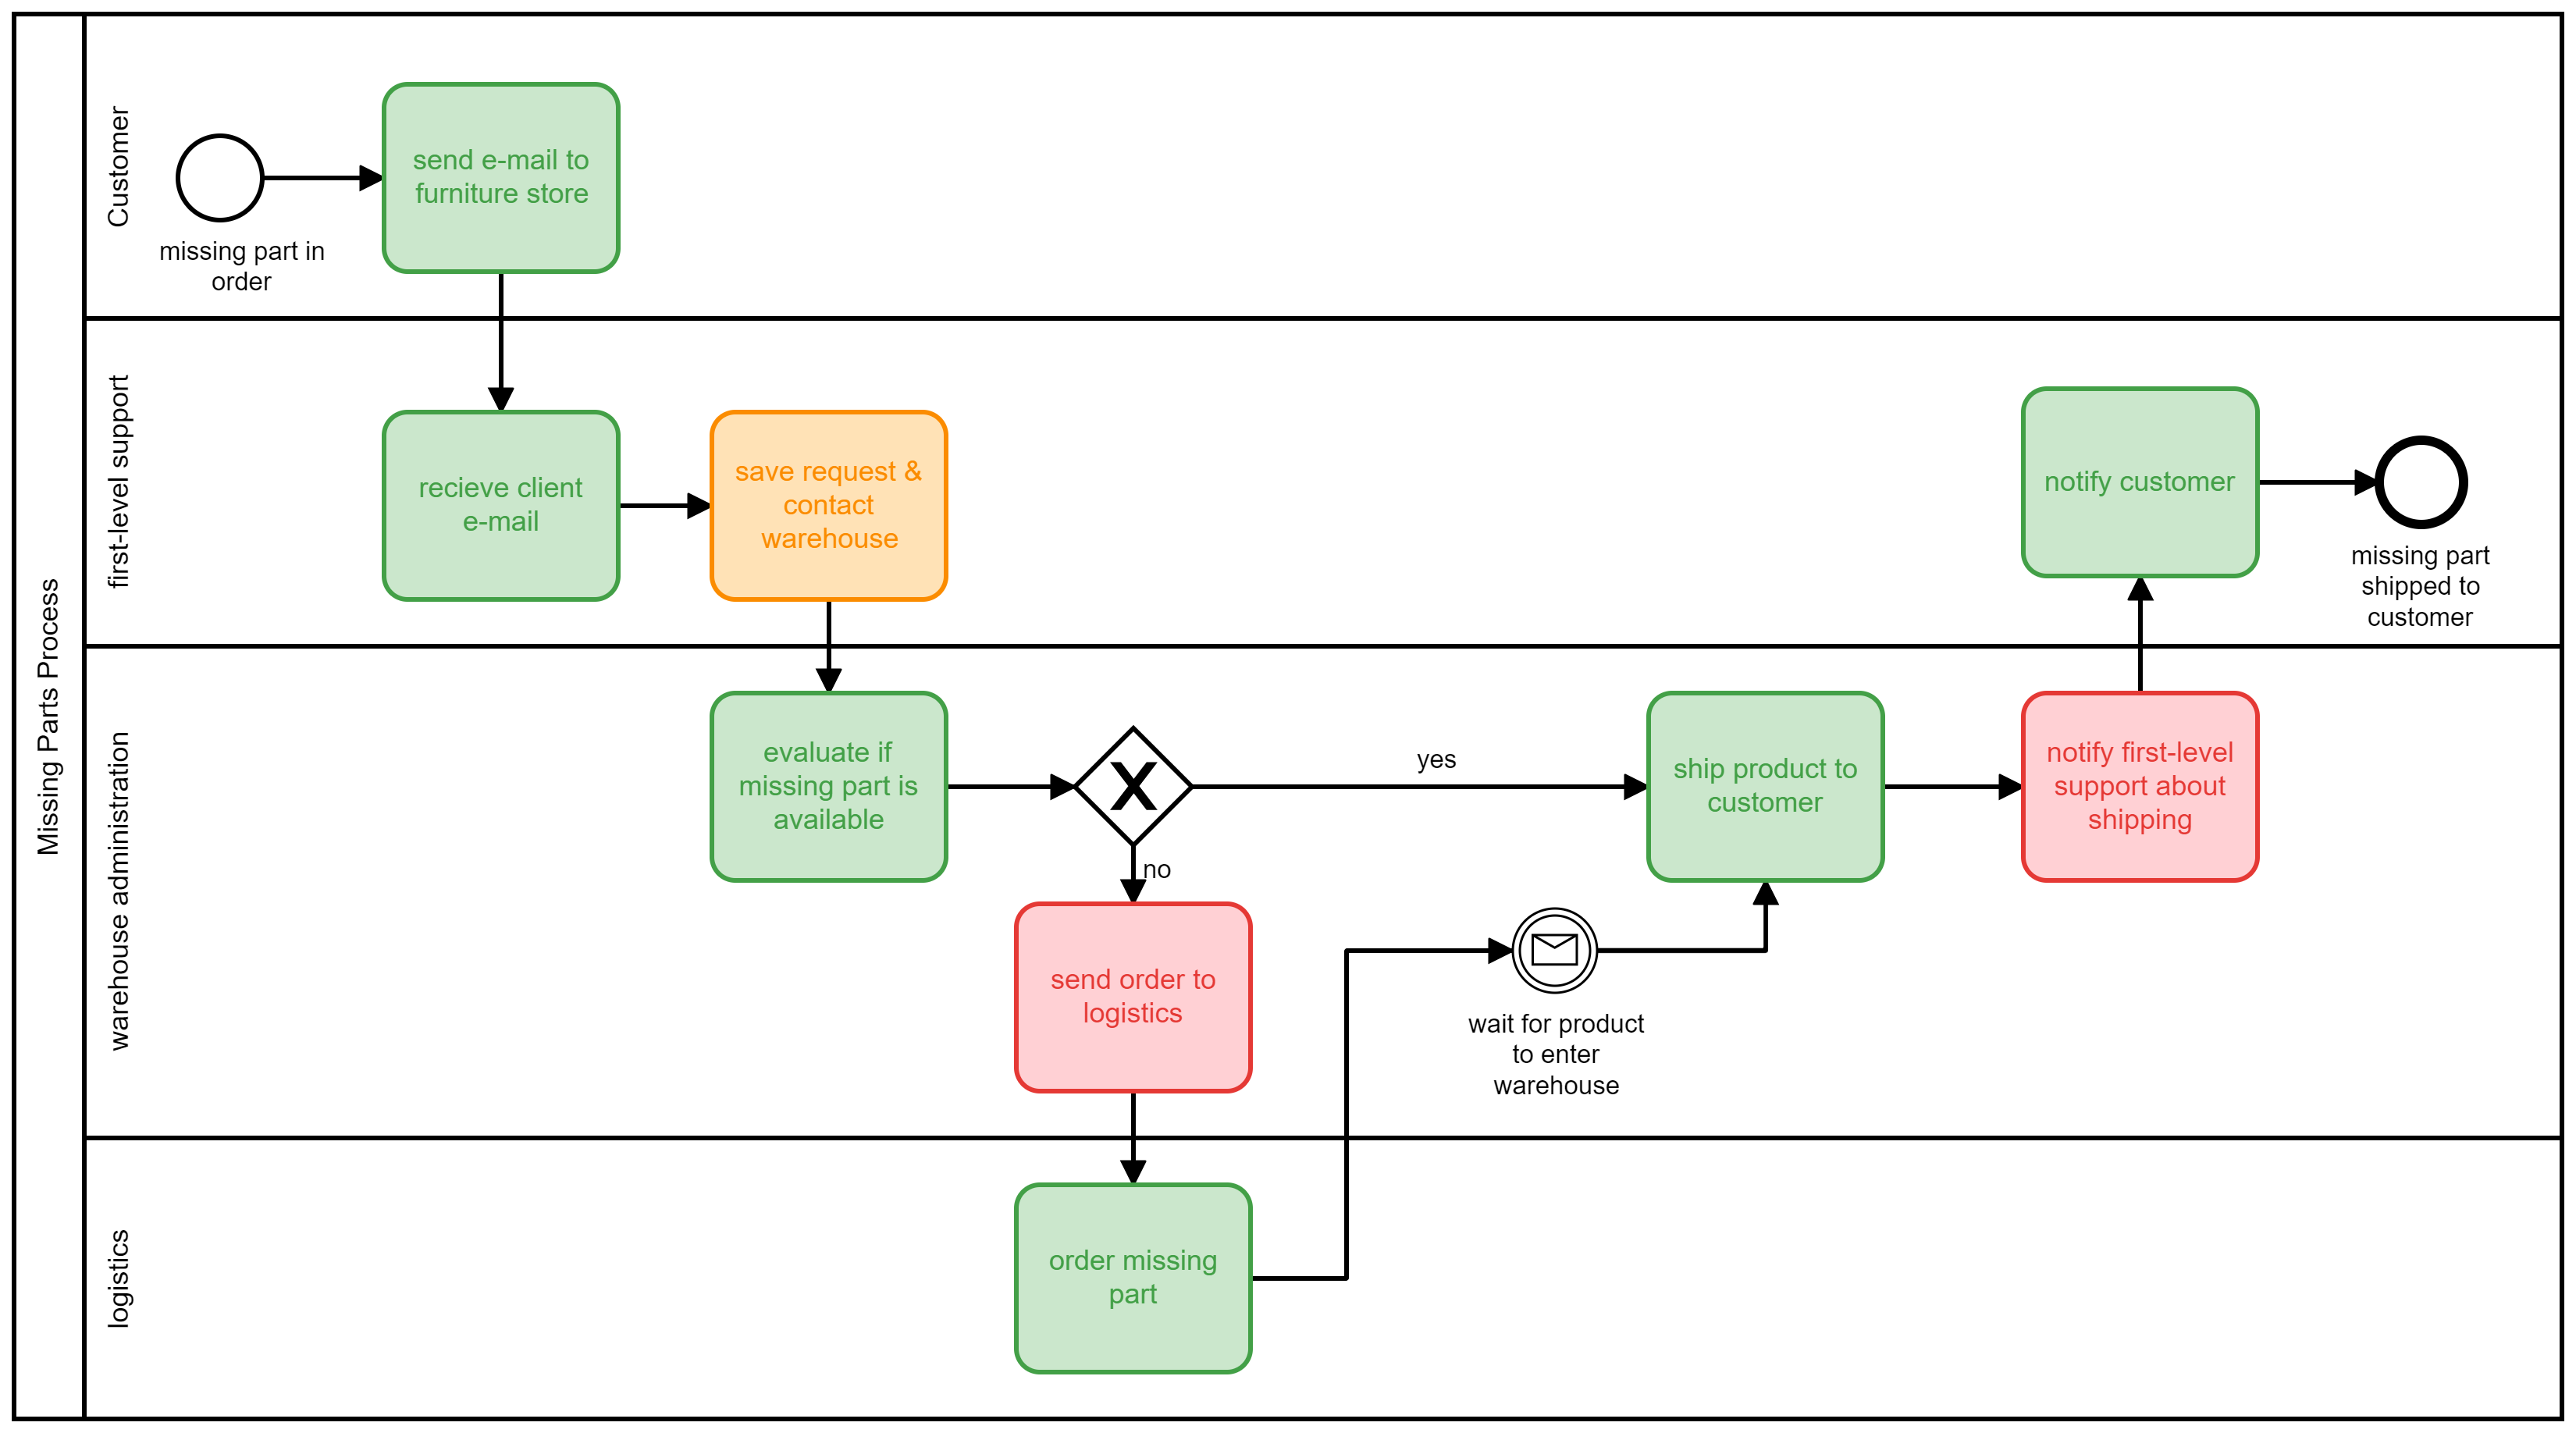 Missing Parts Process
Customer
missing part in
order
send e-mail to
furniture store
first-level support
recieve client
e-mail
save request &
contact
warehouse
notify customer
missing part
shipped to
customer
warehouse administration
evaluate if
missing part is
available
X
yes
no
ship product to
customer
notify first-level
support about
shipping
send order to
logistics
wait for product
to enter
warehouse
logistics
order missing
part